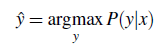 ŷ = argmax P(y|x)
y